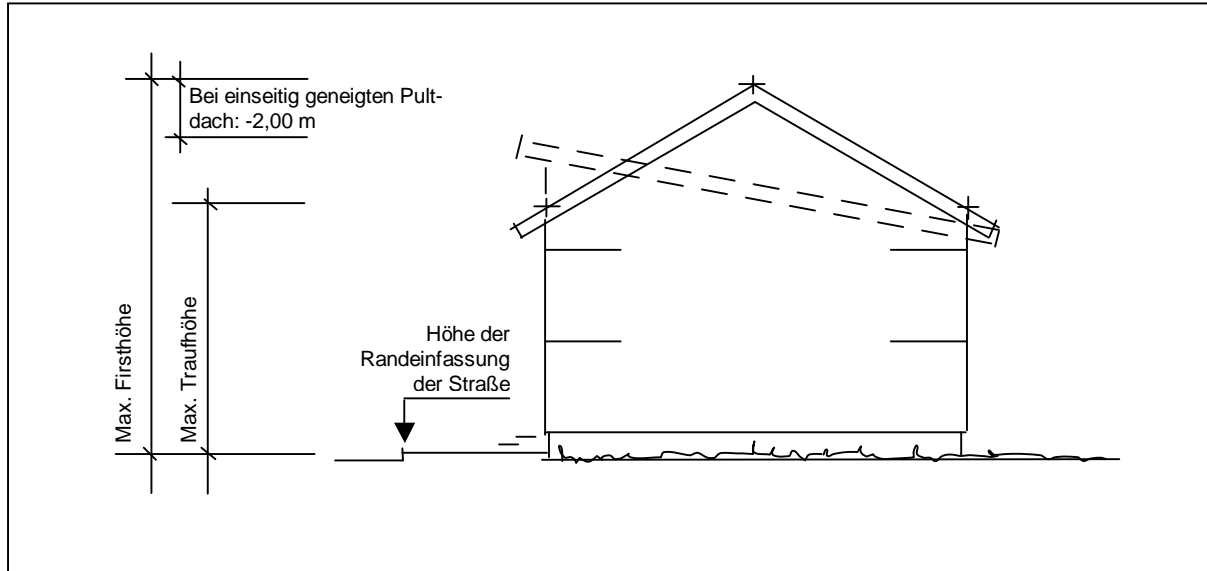 Bei einseitig geneigten Pult-
dach: -2,00 m
Max. Firsthöhe
Max. Traufhöhe
Höhe der
Randeinfassung
der Straße